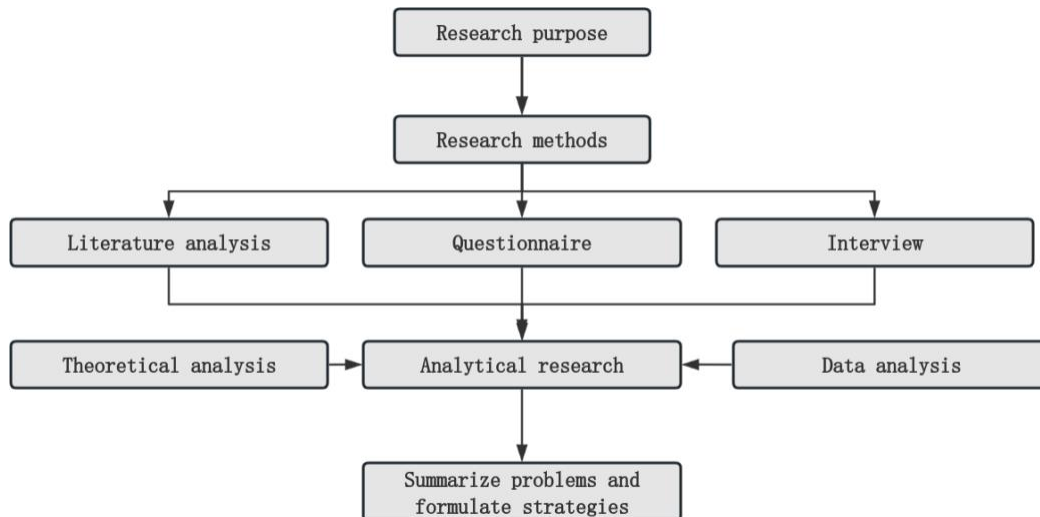 Research purpose
Research methods
Literature analysis
Questionnaire
Interview
Theoretical analysis
Analytical research
Data analysis
Summarize problems and
formulate strategies